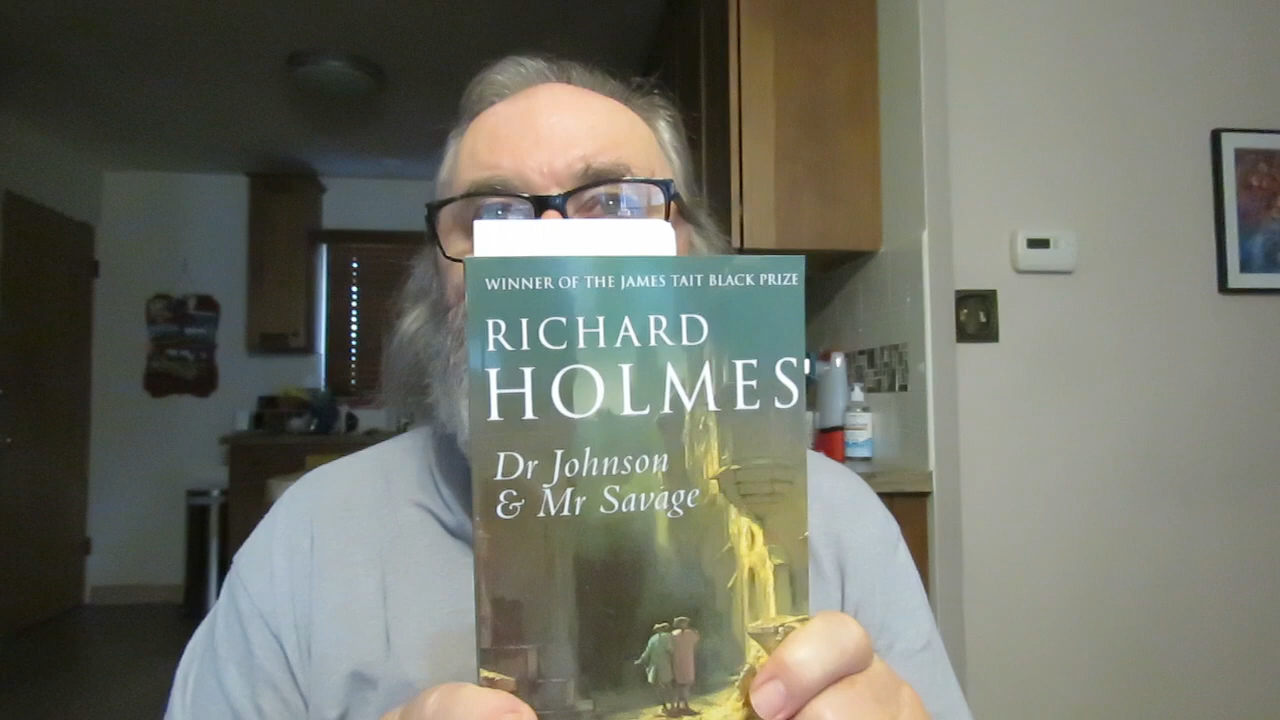 WINNER OF THE JAMES TAIT BLACK PRIZE
RICHARD
HOLMES
Dr Johnson
& Mr Savage